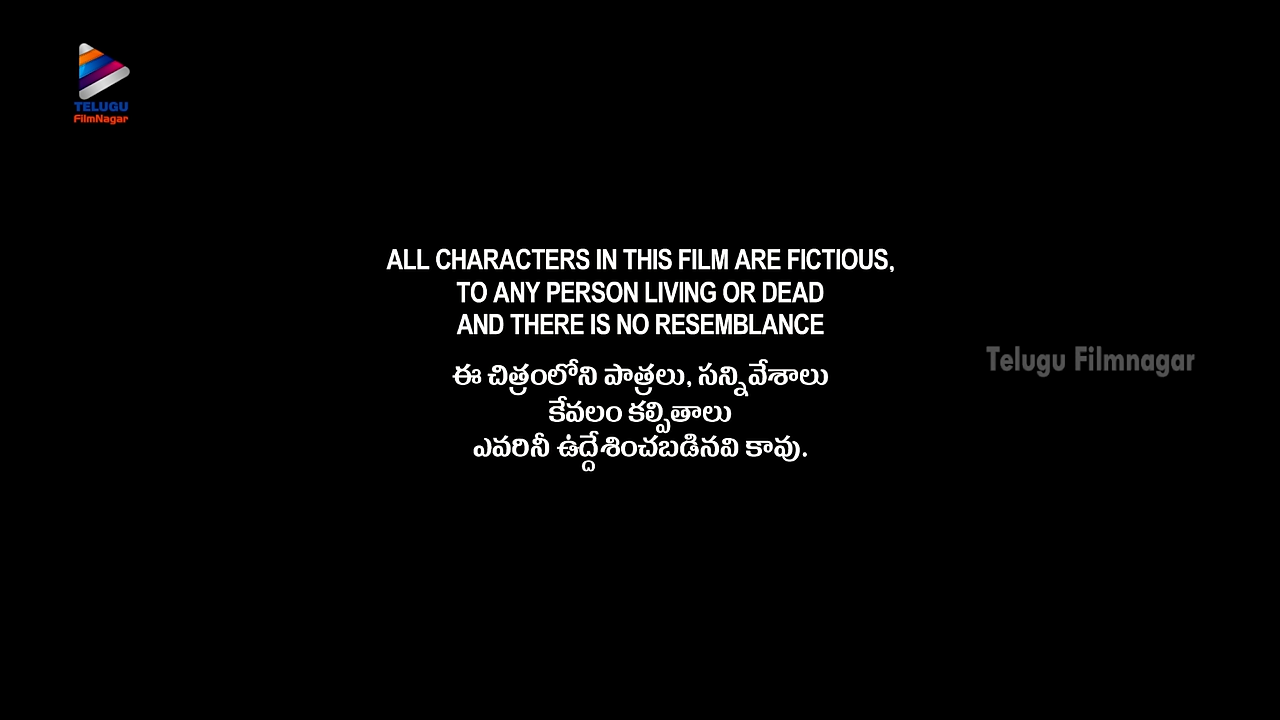 TELUGU
FilmNagar
ALL CHARACTERS IN THIS FILM ARE FICTIOUS,
TO ANY PERSON LIVING OR DEAD
AND THERE IS NO RESEMBLANCE
ఈ చిత్రంలోని పాత్రలు, సన్నివేశాలు
కేవలం కల్పితాలు
ఎవరినీ ఉద్దేశించబడినవి కావు.
Telugu Filmnagar